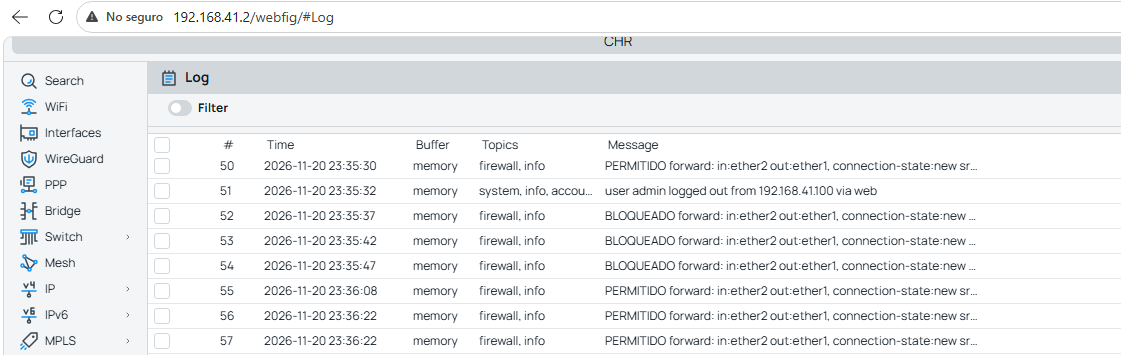 No seguro 192.168.41.2/webfig/#Log
CHR
Search
WiFi
Interfaces
WireGuard
PPP
Bridge
Switch
Mesh
IP
IPv6
MPLS
Log
Filter
# Time Buffer Topics Message
50 2026-11-20 23:35:30 memory firewall, info PERMITIDO forward: in:ether2 out:ether1, connection-state:new sr...
51 2026-11-20 23:35:32 memory system, info, accou... user admin logged out from 192.168.41.100 via web
52 2026-11-20 23:35:37 memory firewall, info BLOQUEADO forward: in:ether2 out:ether1, connection-state:new ...
53 2026-11-20 23:35:42 memory firewall, info BLOQUEADO forward: in:ether2 out:ether1, connection-state:new ...
54 2026-11-20 23:35:47 memory firewall, info BLOQUEADO forward: in:ether2 out:ether1, connection-state:new ...
55 2026-11-20 23:36:08 memory firewall, info PERMITIDO forward: in:ether2 out:ether1, connection-state:new sr...
56 2026-11-20 23:36:22 memory firewall, info PERMITIDO forward: in:ether2 out:ether1, connection-state:new sr...
57 2026-11-20 23:36:22 memory firewall, info PERMITIDO forward: in:ether2 out:ether1, connection-state:new sr...